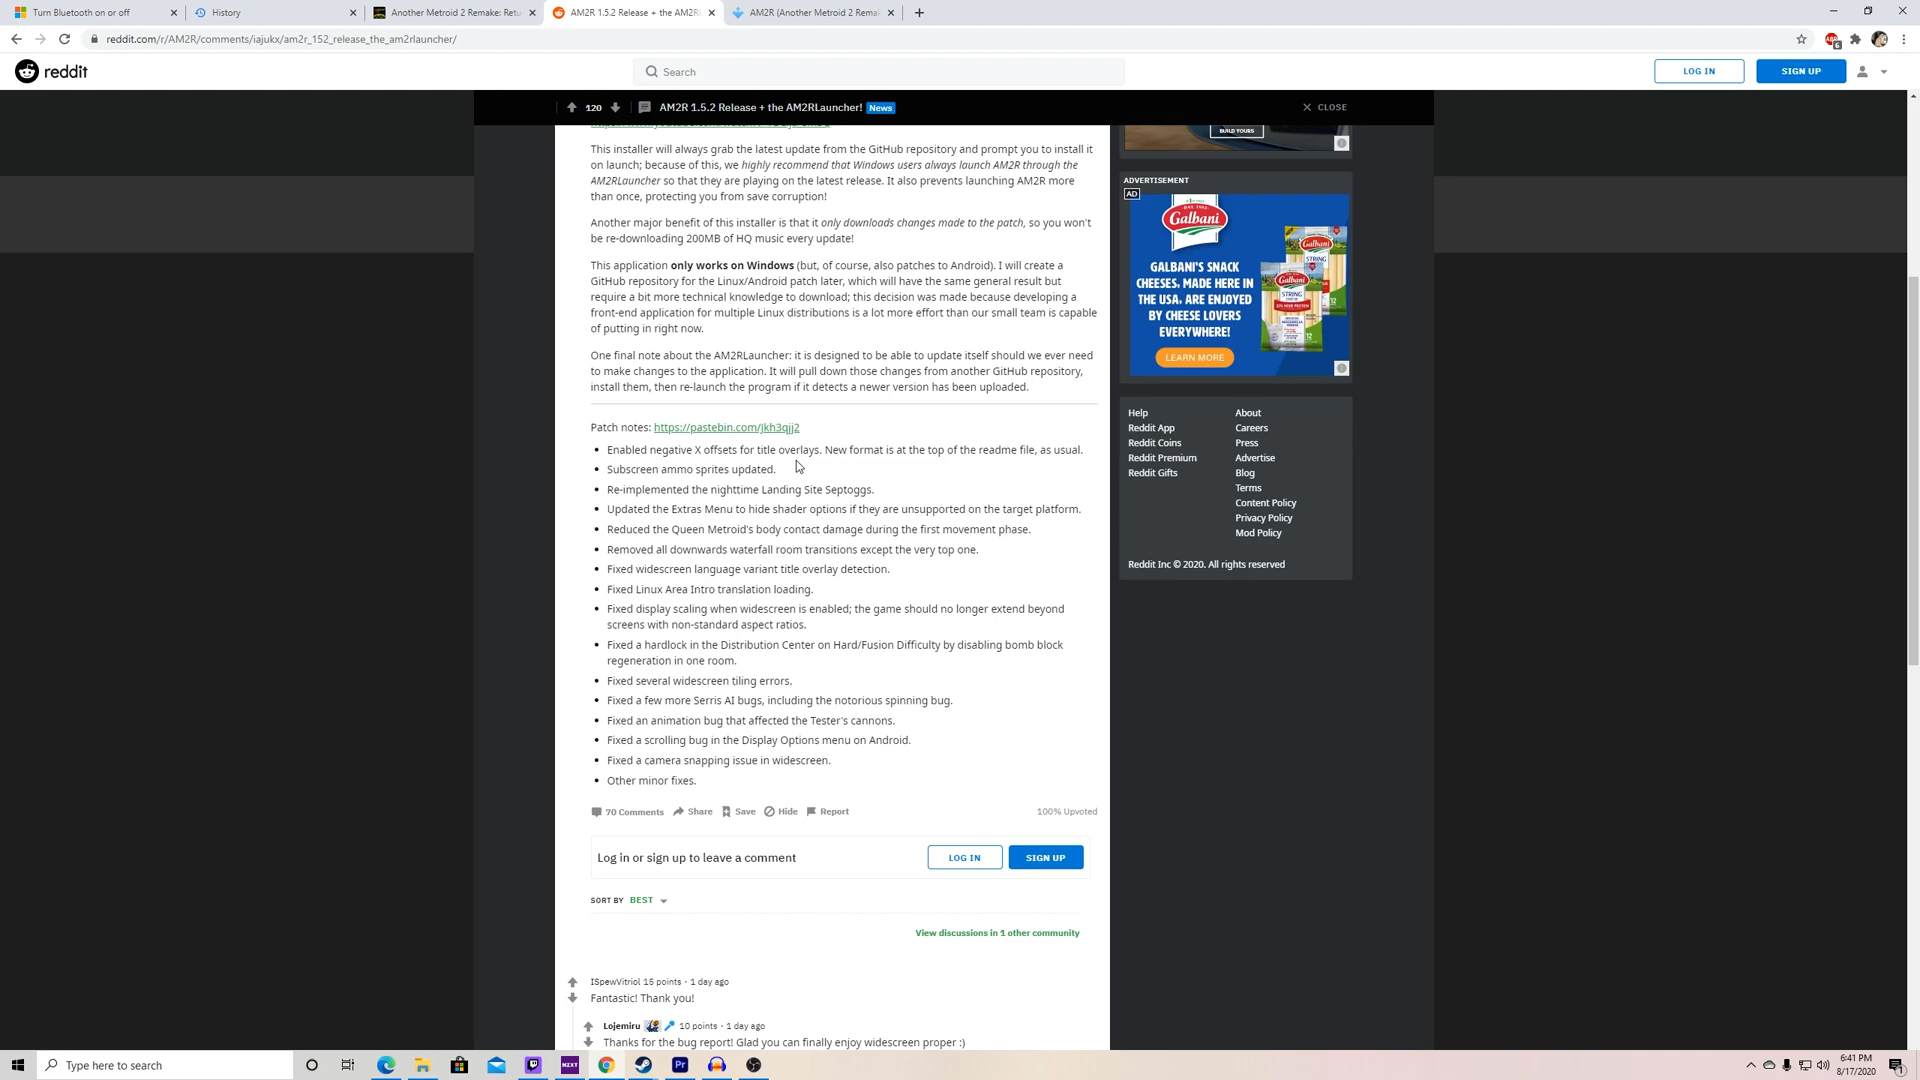 Turn Bluetooth on or off
History
Another Metroid 2 Remake: Retu
AM2R 1.5.2 Release + the AM2RL
AM2R (Another Metroid 2 Remak
reddit.com/r/AM2R/comments/iajukx/am2r_152_release_the_am2rlauncher/
6
reddit
Search
LOG IN
SIGN UP
120
AM2R 1.5.2 Release + the AM2RLauncher!
News
CLOSE
This installer will always grab the latest update from the GitHub repository and prompt you to install it
on launch; because of this, we highly recommend that Windows users always launch AM2R through the
AM2RLauncher so that they are playing on the latest release. It also prevents launching AM2R more
than once, protecting you from save corruption!
Another major benefit of this installer is that it only downloads changes made to the patch, so you won't
be re-downloading 200MB of HQ music every update!
This application only works on Windows (but, of course, also patches to Android). I will create a
GitHub repository for the Linux/Android patch later, which will have the same general result but
require a bit more technical knowledge to download; this decision was made because developing a
front-end application for multiple Linux distributions is a lot more effort than our small team is capable
of putting in right now.
One final note about the AM2RLauncher: it is designed to be able to update itself should we ever need
to make changes to the application. It will pull down those changes from another GitHub repository,
install them, then re-launch the program if it detects a newer version has been uploaded.
Patch notes: https://pastebin.com/Jkh3qjj2
• Enabled negative X offsets for title overlays. New format is at the top of the readme file, as usual.
• Subscreen ammo sprites updated.
• Re-implemented the nighttime Landing Site Septoggs.
• Updated the Extras Menu to hide shader options if they are unsupported on the target platform.
• Reduced the Queen Metroid's body contact damage during the first movement phase.
• Removed all downwards waterfall room transitions except the very top one.
• Fixed widescreen language variant title overlay detection.
• Fixed Linux Area Intro translation loading.
• Fixed display scaling when widescreen is enabled; the game should no longer extend beyond
screens with non-standard aspect ratios.
• Fixed a hardlock in the Distribution Center on Hard/Fusion Difficulty by disabling bomb block
regeneration in one room.
• Fixed several widescreen tiling errors.
• Fixed a few more Serris AI bugs, including the notorious spinning bug.
• Fixed an animation bug that affected the Tester's cannons.
• Fixed a scrolling bug in the Display Options menu on Android.
• Fixed a camera snapping issue in widescreen.
• Other minor fixes.
70 Comments Share Save Hide Report
100% Upvoted
Log in or sign up to leave a comment
LOG IN
SIGN UP
SORT BY BEST
View discussions in 1 other community
ISpewVitriol 15 points · 1 day ago
Fantastic! Thank you!
Lojemiru 10 points · 1 day ago
Thanks for the bug report! Glad you can finally enjoy widescreen proper :)
BUILD YOURS
ADVERTISEMENT
AD
Galbani
GALBANI'S SNACK
CHEESES, MADE HERE IN
THE USA, ARE ENJOYED
BY CHEESE LOVERS
EVERYWHERE!
LEARN MORE
Galbani
STRING
Galbani
STRING
CHEESE
12
12
Help
Reddit App
Reddit Coins
Reddit Premium
Reddit Gifts
About
Careers
Press
Advertise
Blog
Terms
Content Policy
Privacy Policy
Mod Policy
Reddit Inc © 2020. All rights reserved
Type here to search
NZXT
Pr
6:41 PM
8/17/2020
1